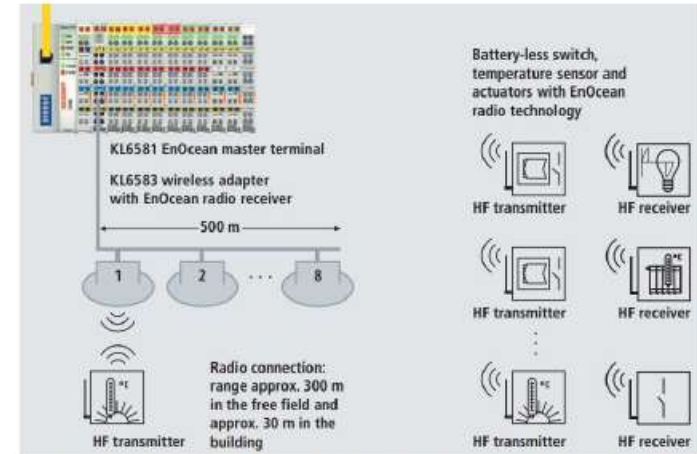 KL6581 EnOcean master terminal
KL6583 wireless adapter
with EnOcean radio receiver
500 m
1
2
. . .
8
HF transmitter
Radio connection:
range approx. 300 m
in the free field and
approx. 30 m in the
building
Battery-less switch,
temperature sensor and
actuators with EnOcean
radio technology
HF transmitter
HF receiver
°C
HF transmitter
HF receiver
°C
HF transmitter
HF receiver
°C